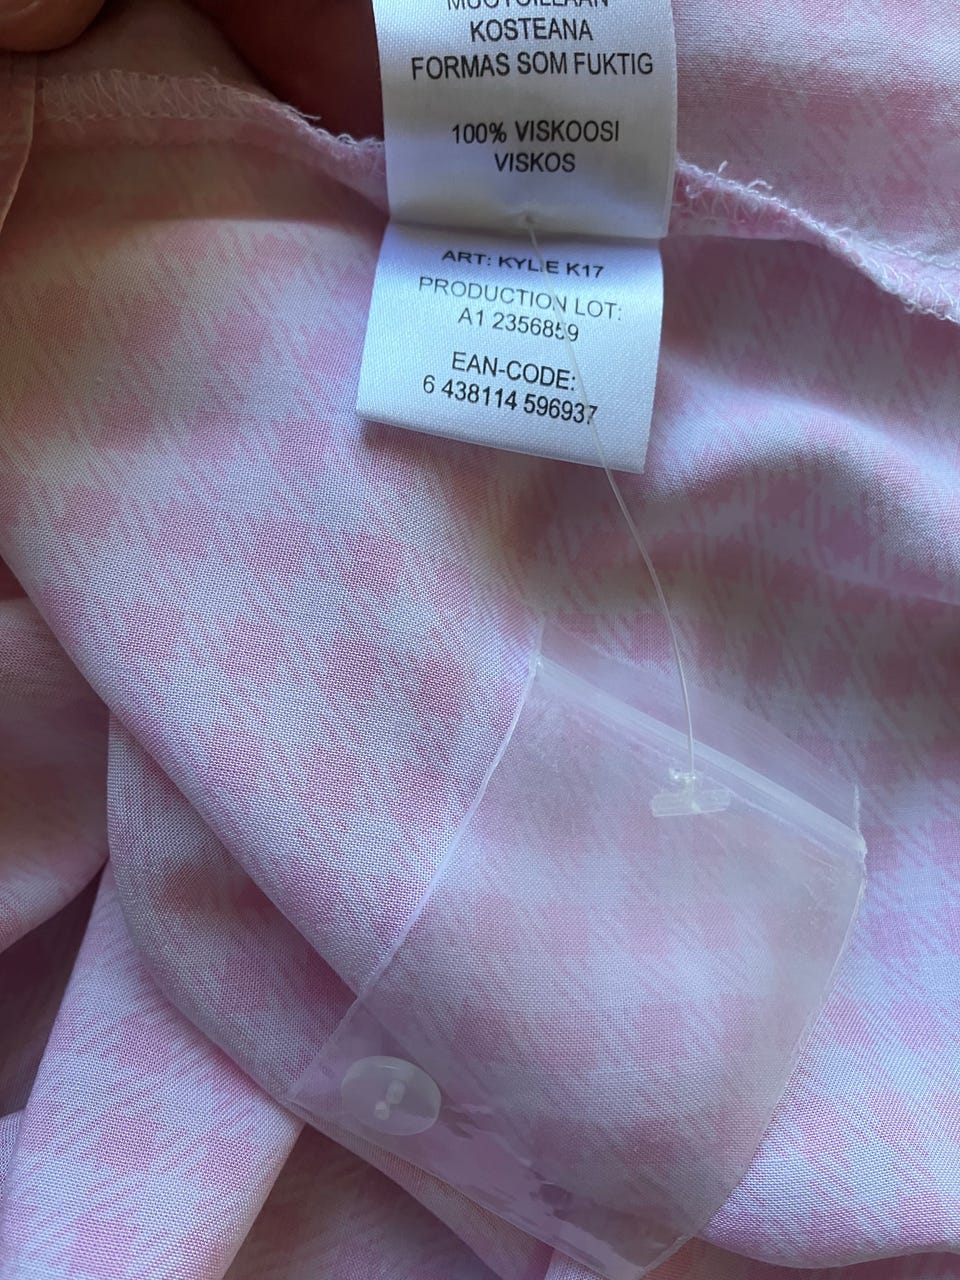 MUOTOILLAAN
KOSTEANA
FORMAS SOM FUKTIG
100% VISKOOSI
VISKOS
ART: KYLIE K17
PRODUCTION LOT:
A1 2356859
EAN-CODE:
6 438114 596937